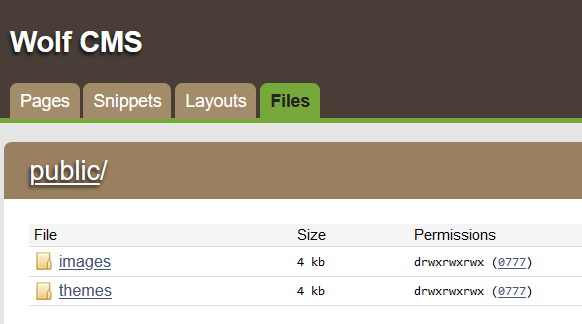 Wolf CMS
Pages Snippets Layouts Files
public/
File Size Permissions
images 4 kb drwxrwxrwx (0777)
themes 4 kb drwxrwxrwx (0777)